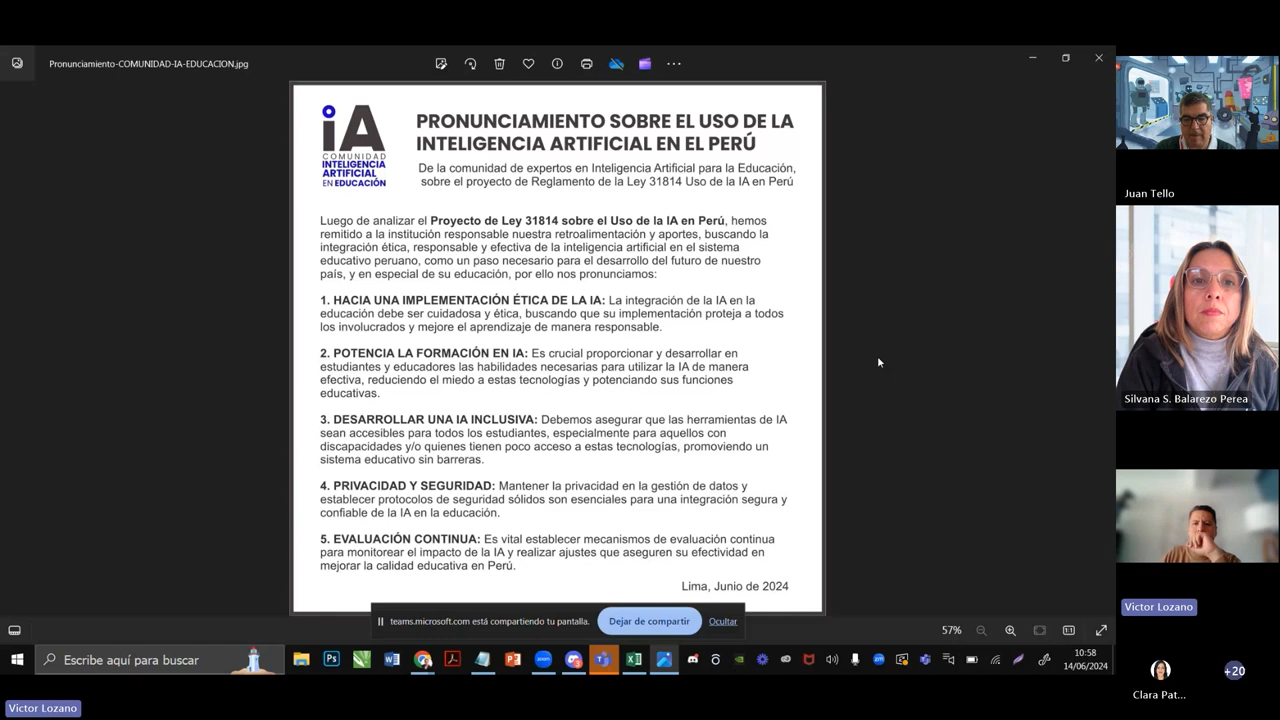 Pronunciamiento-COMUNIDAD-IA-EDUCACION.jpg
iA
COMUNIDAD
INTELIGENCIA
ARTIFICIAL
EN EDUCACIÓN
PRONUNCIAMIENTO SOBRE EL USO DE LA
INTELIGENCIA ARTIFICIAL EN EL PERÚ
De la comunidad de expertos en Inteligencia Artificial para la Educación,
sobre el proyecto de Reglamento de la Ley 31814 Uso de la IA en Perú
Luego de analizar el Proyecto de Ley 31814 sobre el Uso de la IA en Perú, hemos
remitido a la institución responsable nuestra retroalimentación y aportes, buscando la
integración ética, responsable y efectiva de la inteligencia artificial en el sistema
educativo peruano, como un paso necesario para el desarrollo del futuro de nuestro
país, y en especial de su educación, por ello nos pronunciamos:
1. HACIA UNA IMPLEMENTACIÓN ÉTICA DE LA IA: La integración de la IA en la
educación debe ser cuidadosa y ética, buscando que su implementación proteja a todos
los involucrados y mejore el aprendizaje de manera responsable.
2. POTENCIA LA FORMACIÓN EN IA: Es crucial proporcionar y desarrollar en
estudiantes y educadores las habilidades necesarias para utilizar la IA de manera
efectiva, reduciendo el miedo a estas tecnologías y potenciando sus funciones
educativas.
3. DESARROLLAR UNA IA INCLUSIVA: Debemos asegurar que las herramientas de IA
sean accesibles para todos los estudiantes, especialmente para aquellos con
discapacidades y/o quienes tienen poco acceso a estas tecnologías, promoviendo un
sistema educativo sin barreras.
4. PRIVACIDAD Y SEGURIDAD: Mantener la privacidad en la gestión de datos y
establecer protocolos de seguridad sólidos son esenciales para una integración segura y
confiable de la IA en la educación.
5. EVALUACIÓN CONTINUA: Es vital establecer mecanismos de evaluación continua
para monitorear el impacto de la IA y realizar ajustes que aseguren su efectividad en
mejorar la calidad educativa en Perú.
Lima, Junio de 2024
teams.microsoft.com está compartiendo tu pantalla.
Dejar de compartir
Ocultar
57%
Escribe aquí para buscar
10:58
14/06/2024
Juan Tello
Silvana S. Balarezo Perea
Victor Lozano
Clara Pat...
+20
Victor Lozano